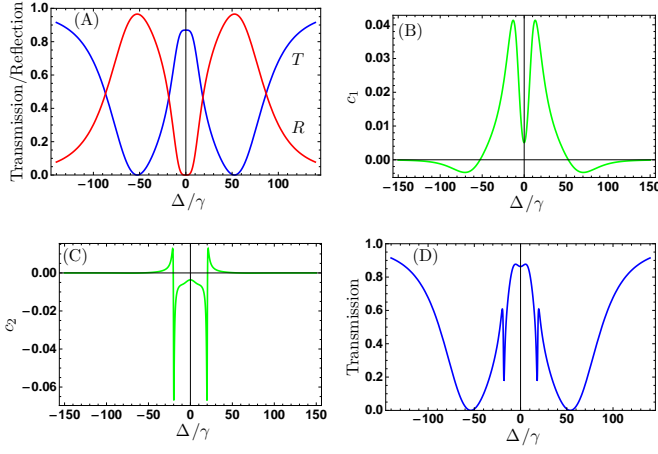 (A)
Transmission/Reflection
1.0
0.8
0.6
0.4
0.2
0.0
T
R
−100 −50 0 50 100
Δ/γ
(B)
c₁
0.04
0.03
0.02
0.01
0.00
−150 −100 −50 0 50 100 150
Δ/γ
(C)
c₂
0.00
−0.02
−0.04
−0.06
−150 −100 −50 0 50 100 150
Δ/γ
(D)
Transmission
1.0
0.8
0.6
0.4
0.2
0.0
−100 −50 0 50 100
Δ/γ